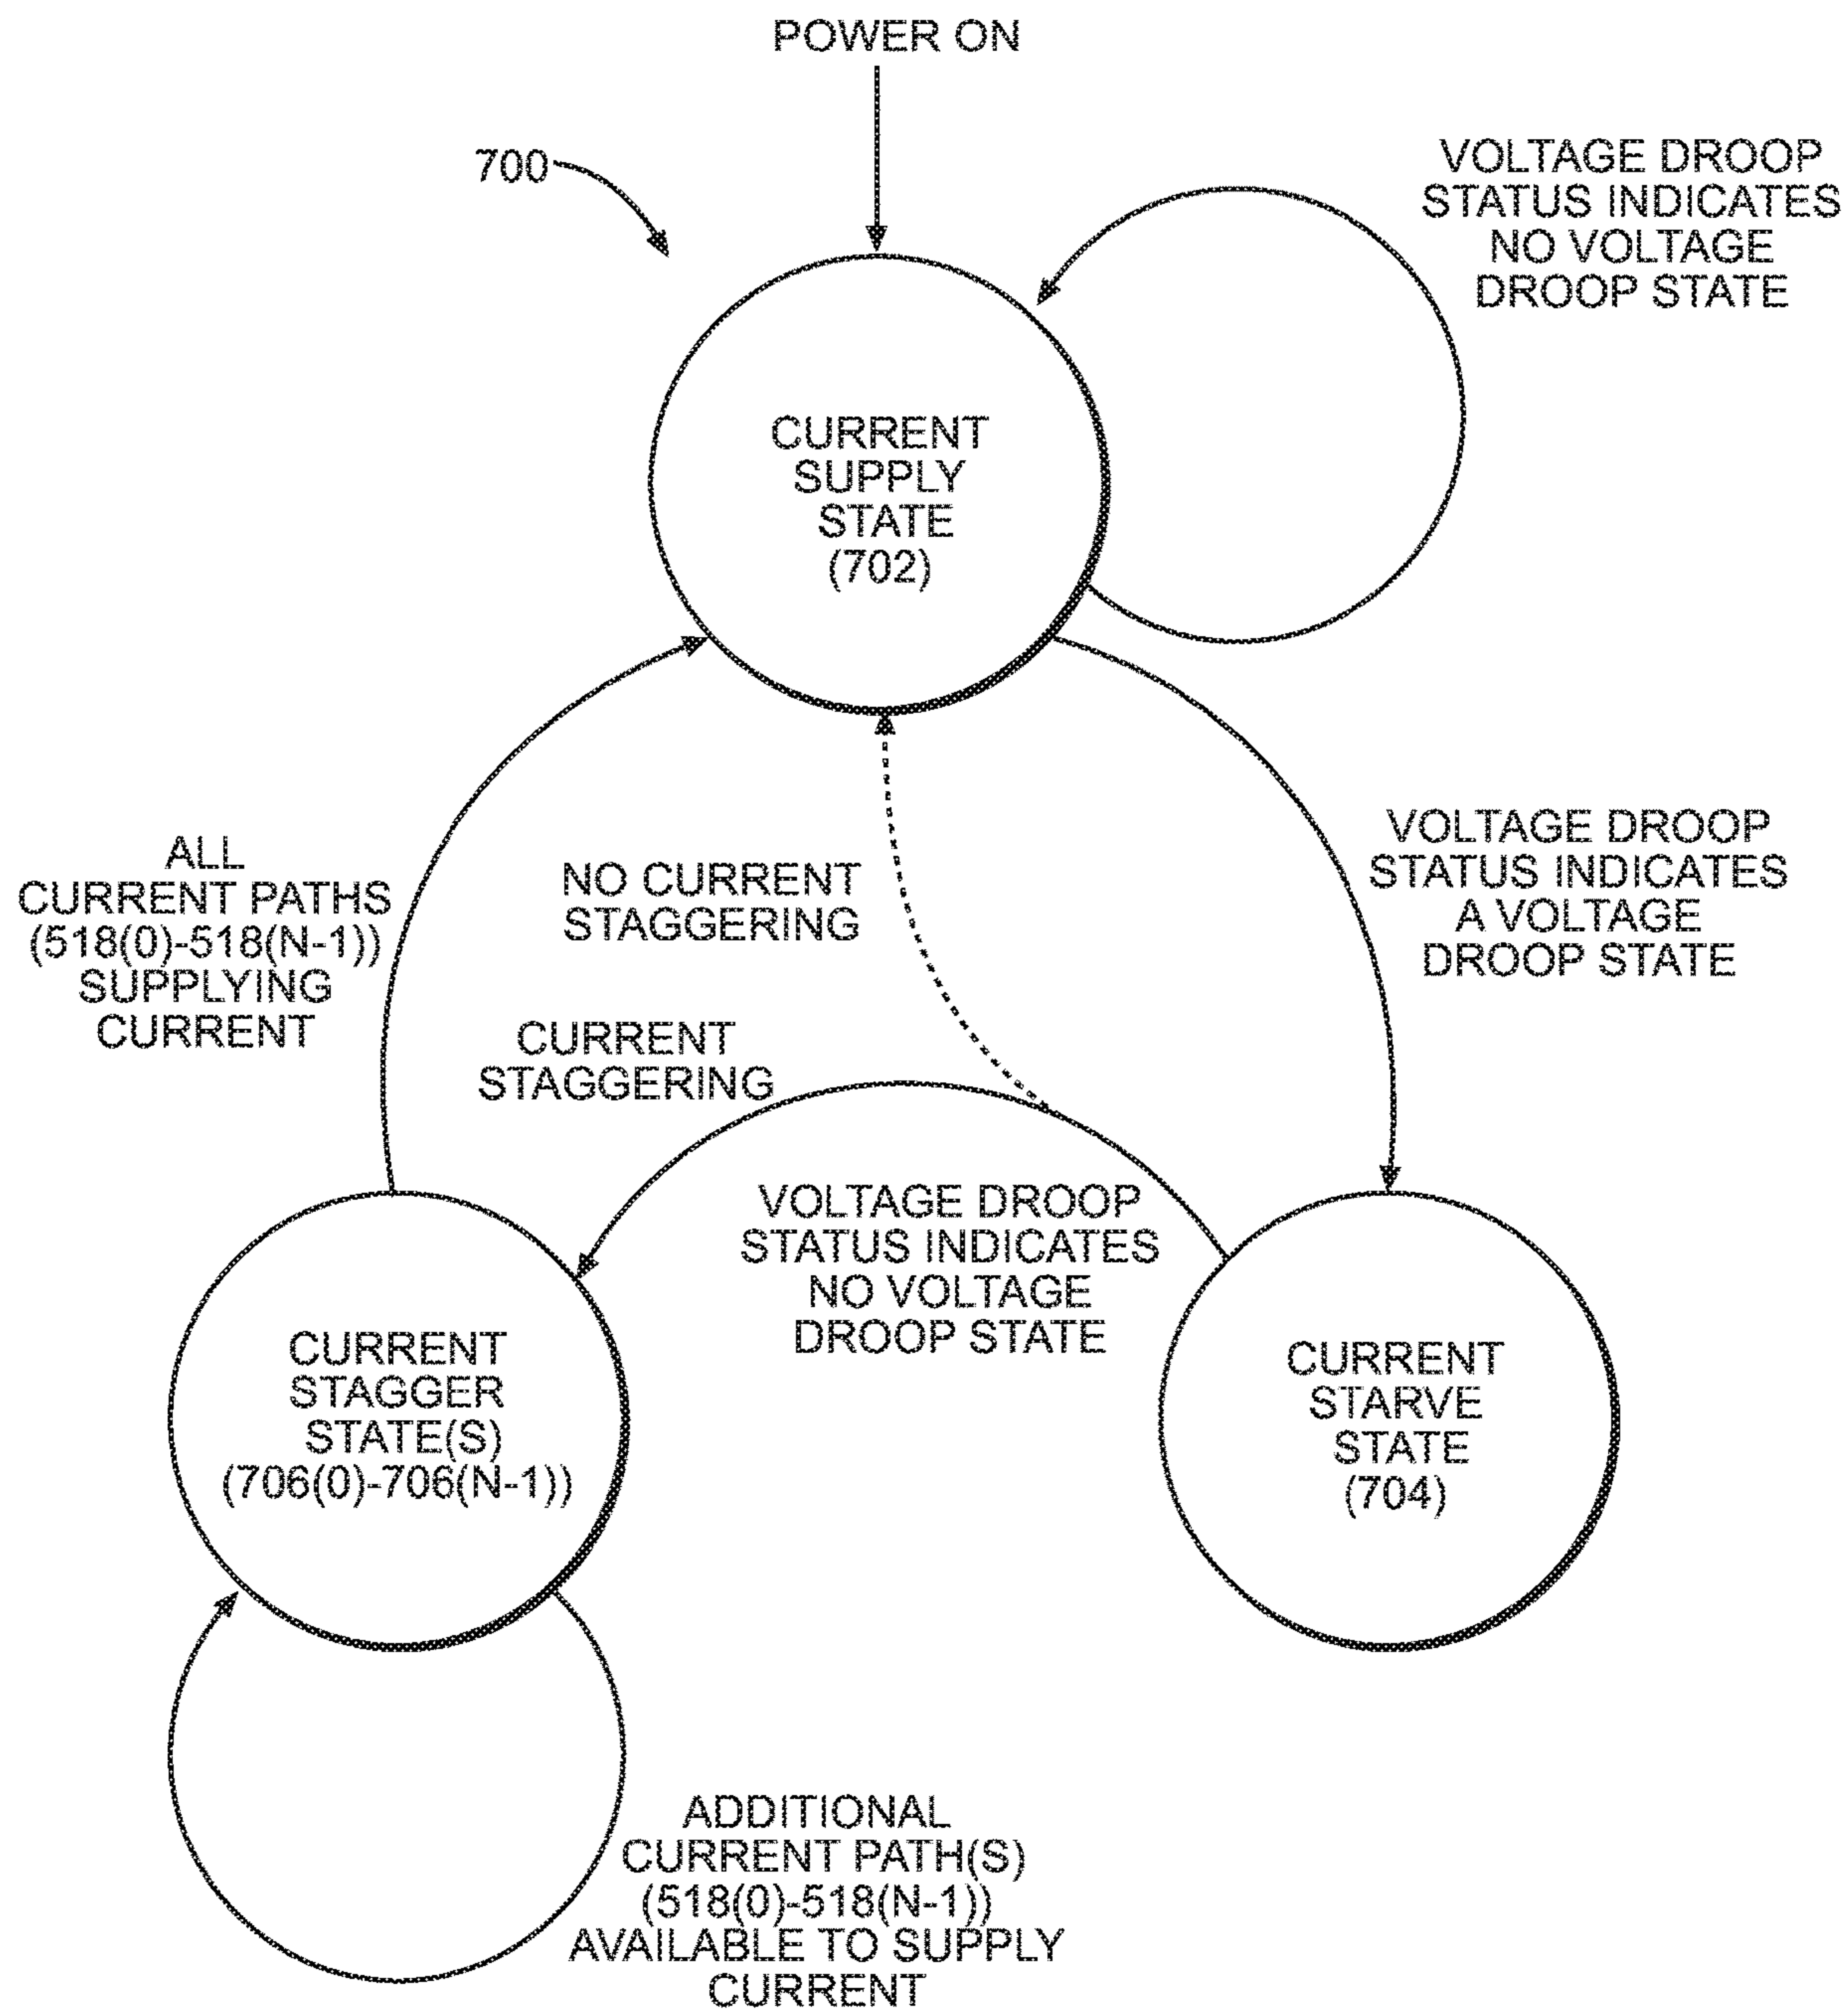 POWER ON
700
VOLTAGE DROOP
STATUS INDICATES
NO VOLTAGE
DROOP STATE
CURRENT
SUPPLY
STATE
(702)
ALL
CURRENT PATHS
(518(0)-518(N-1))
SUPPLYING
CURRENT
NO CURRENT
STAGGERING
VOLTAGE DROOP
STATUS INDICATES
A VOLTAGE
DROOP STATE
CURRENT
STAGGERING
VOLTAGE DROOP
STATUS INDICATES
NO VOLTAGE
DROOP STATE
CURRENT
STAGGER
STATE(S)
(706(0)-706(N-1))
CURRENT
STARVE
STATE
(704)
ADDITIONAL
CURRENT PATH(S)
(518(0)-518(N-1))
AVAILABLE TO SUPPLY
CURRENT